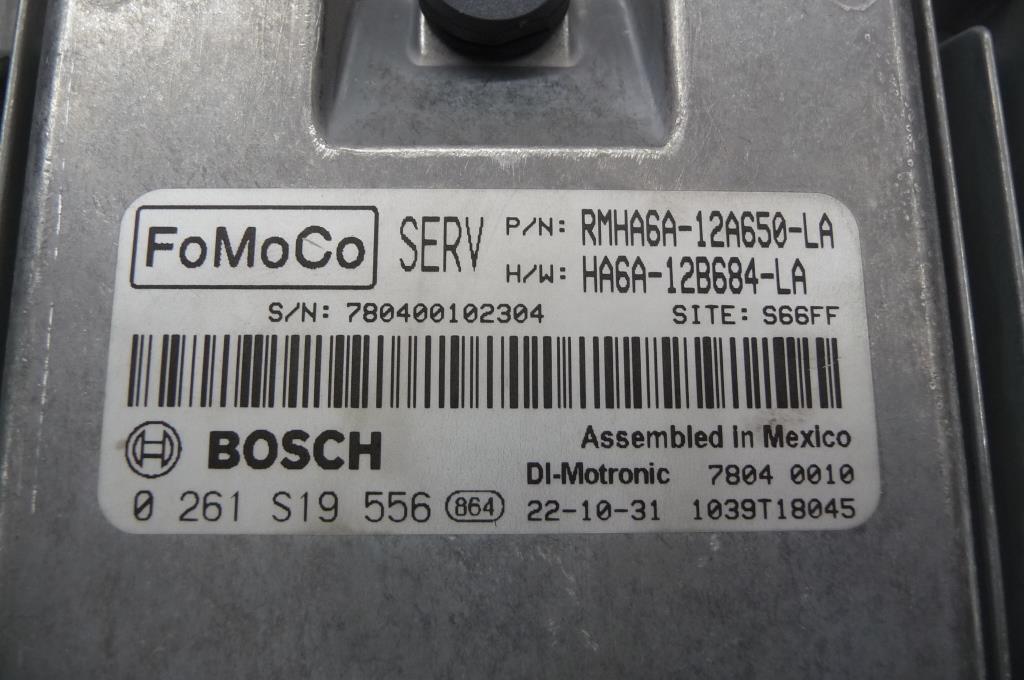 FoMoCo SERV P/N: RMHA6A-12A650-LA
H/W: HA6A-12B684-LA
S/N: 780400102304 SITE: S66FF
BOSCH Assembled in Mexico
DI-Motronic 7804 0010
0 261 S19 556 864 22-10-31 1039T18045